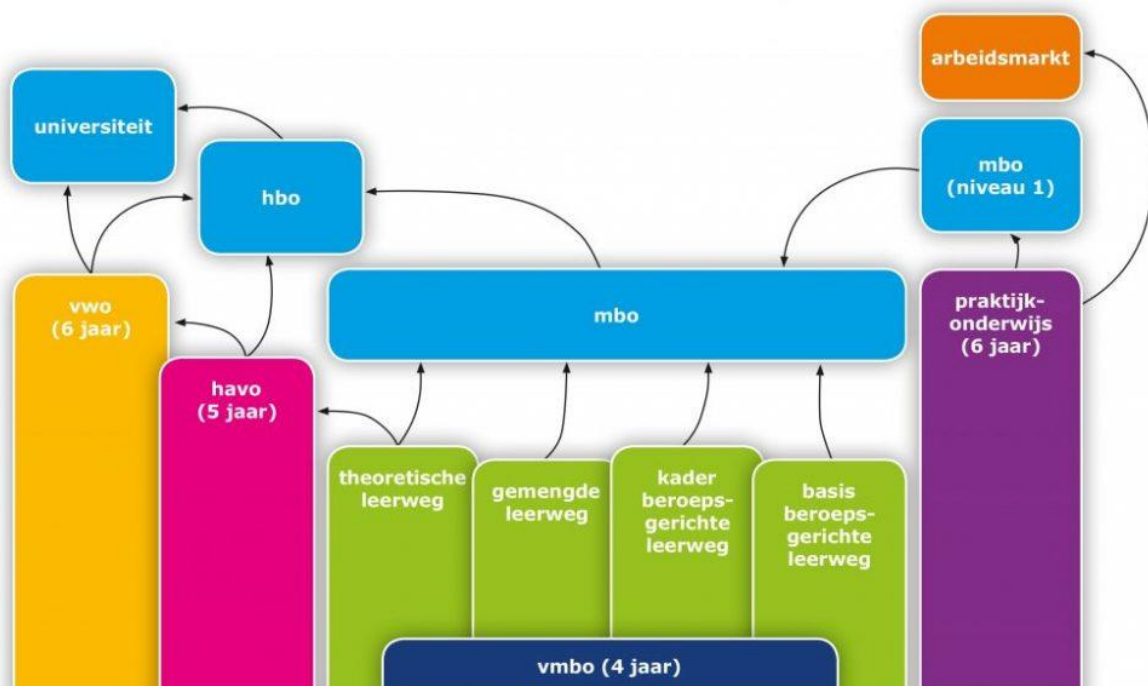 arbeidsmarkt
universiteit
mbo
(niveau 1)
hbo
vwo
(6 jaar)
mbo
praktijk-
onderwijs
(6 jaar)
havo
(5 jaar)
theoretische
leerweg
gemengde
leerweg
kader
beroeps-
gerichte
leerweg
basis
beroeps-
gerichte
leerweg
vmbo (4 jaar)